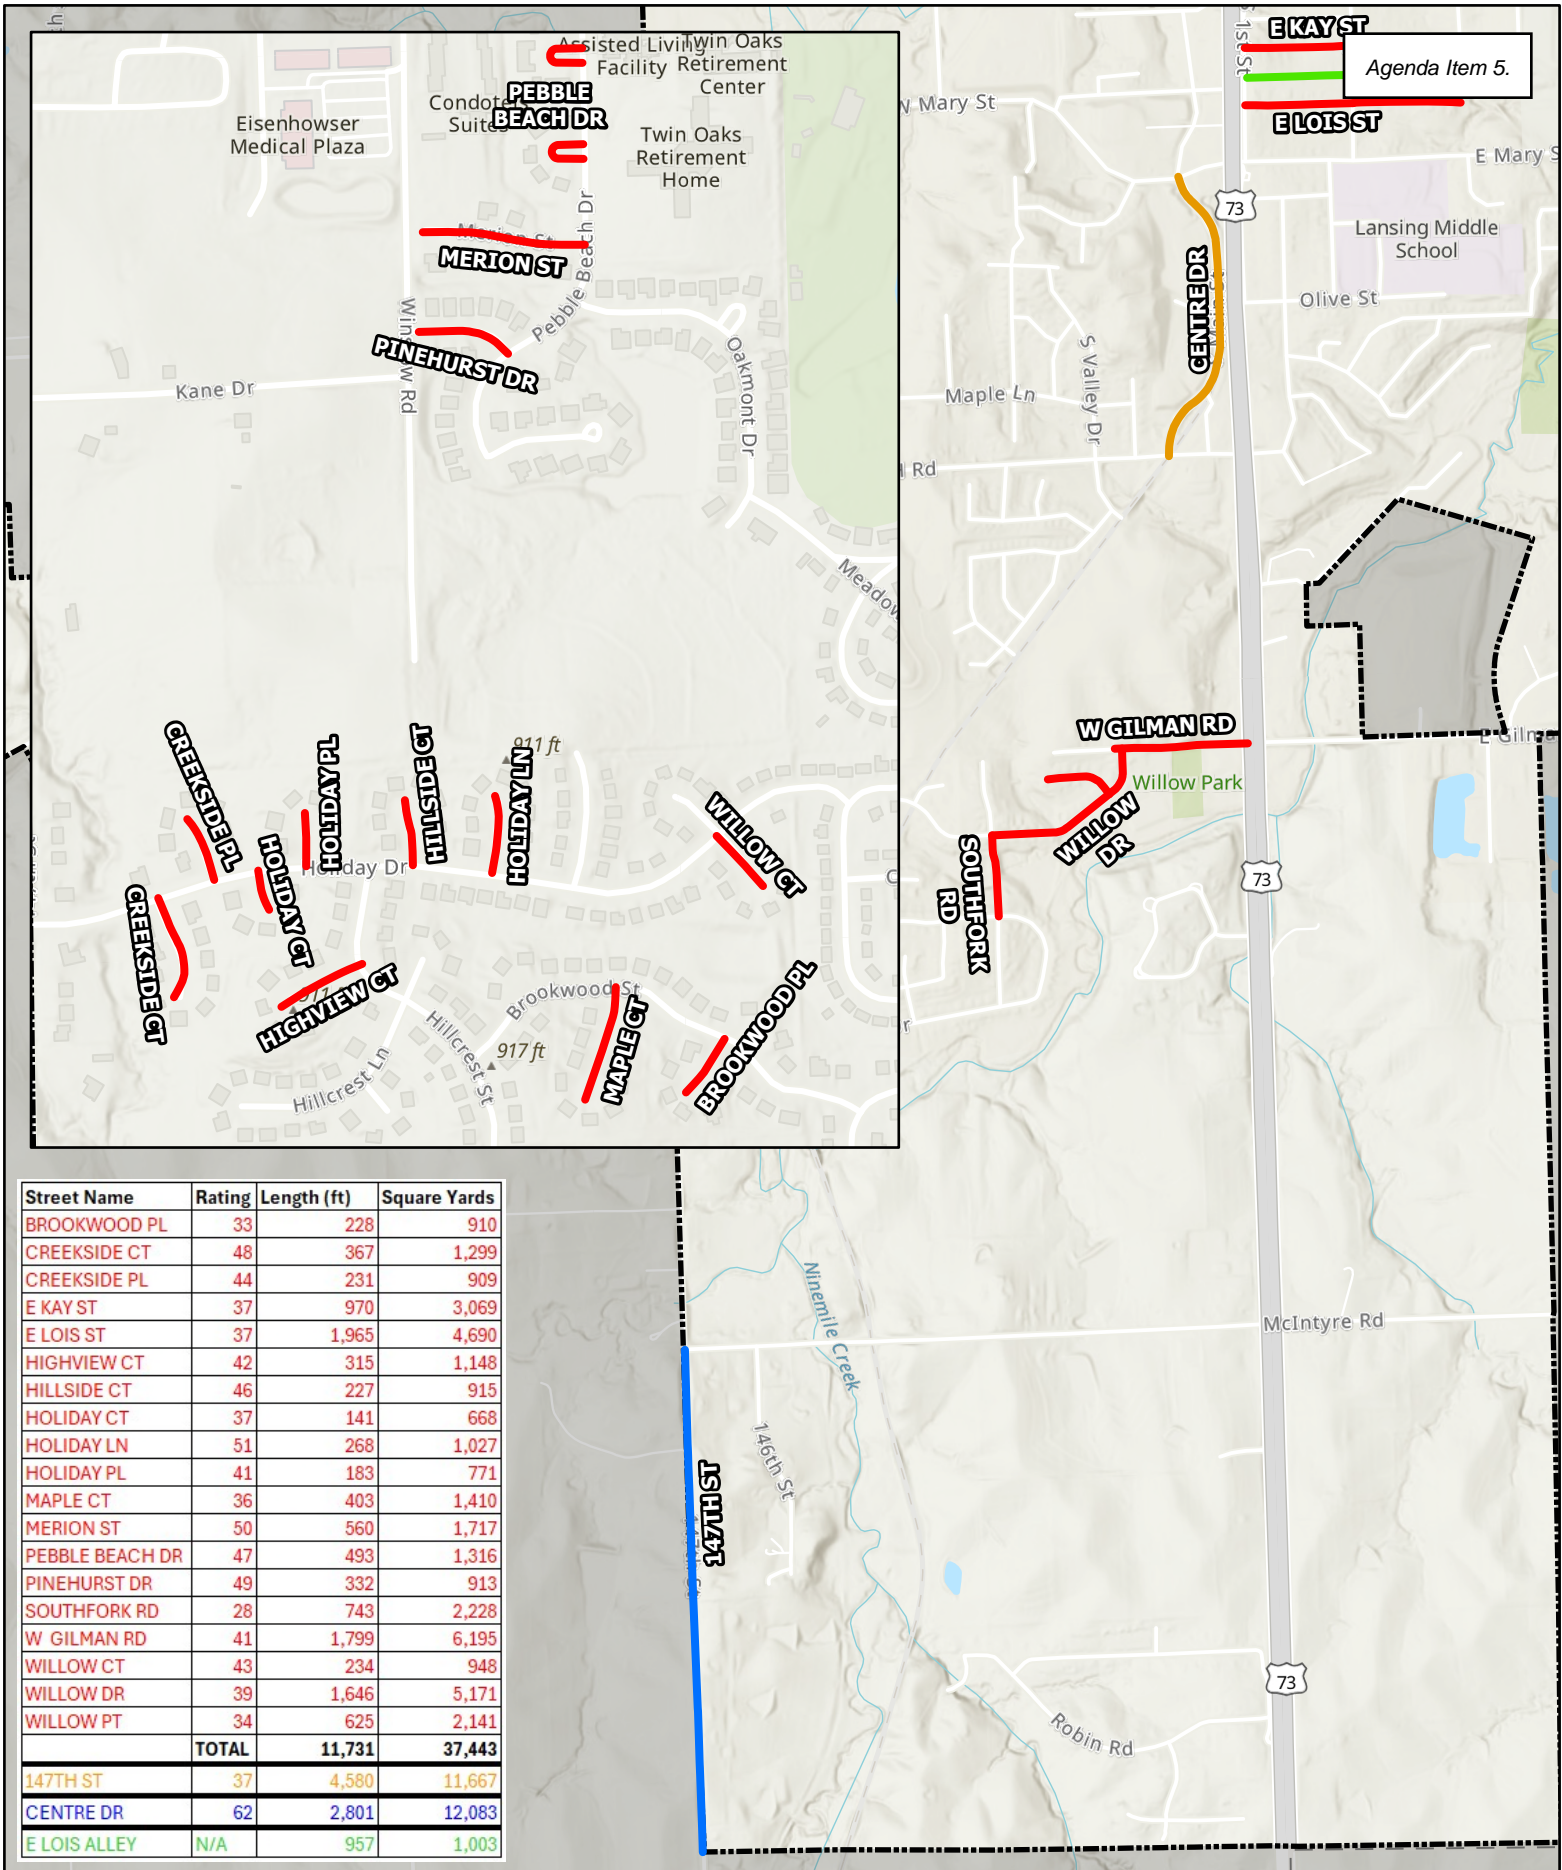 Agenda Item 5.
E KAY ST
S 1st St
E LOIS ST
W Mary St
E Mary S
73
Lansing Middle
School
CENTRE DR
Olive St
S Valley Dr
Maple Ln
Rd
Assisted Living
Facility
Twin Oaks
Retirement
Center
PEBBLE
BEACH DR
Condotels
Suites
Eisenhowser
Medical Plaza
Twin Oaks
Retirement
Home
Merion St
MERION ST
Pebble Beach Dr
PINEHURST DR
Kane Dr
Oakmont Dr
Meadow
911 ft
CREEKSIDE PL
HOLIDAY PL
HILLSIDE CT
HOLIDAY LN
WILLOW CT
Holiday Dr
HOLIDAY CT
CREEKSIDE CT
HIGHVIEW CT
Brookwood St
MAPLE CT
BROOKWOOD PL
Hillcrest St
917 ft
Hillcrest Ln
W GILMAN RD
E Gilma
Willow Park
WILLOW
DR
SOUTHFORK
RD
73
Ninemile Creek
McIntyre Rd
146th St
147TH ST
147th St
73
Robin Rd
Street Name Rating Length (ft) Square Yards
BROOKWOOD PL 33 228 910
CREEKSIDE CT 48 367 1,299
CREEKSIDE PL 44 231 909
E KAY ST 37 970 3,069
E LOIS ST 37 1,965 4,690
HIGHVIEW CT 42 315 1,148
HILLSIDE CT 46 227 915
HOLIDAY CT 37 141 668
HOLIDAY LN 51 268 1,027
HOLIDAY PL 41 183 771
MAPLE CT 36 403 1,410
MERION ST 50 560 1,717
PEBBLE BEACH DR 47 493 1,316
PINEHURST DR 49 332 913
SOUTHFORK RD 28 743 2,228
W GILMAN RD 41 1,799 6,195
WILLOW CT 43 234 948
WILLOW DR 39 1,646 5,171
WILLOW PT 34 625 2,141
TOTAL 11,731 37,443
147TH ST 37 4,580 11,667
CENTRE DR 62 2,801 12,083
E LOIS ALLEY N/A 957 1,003